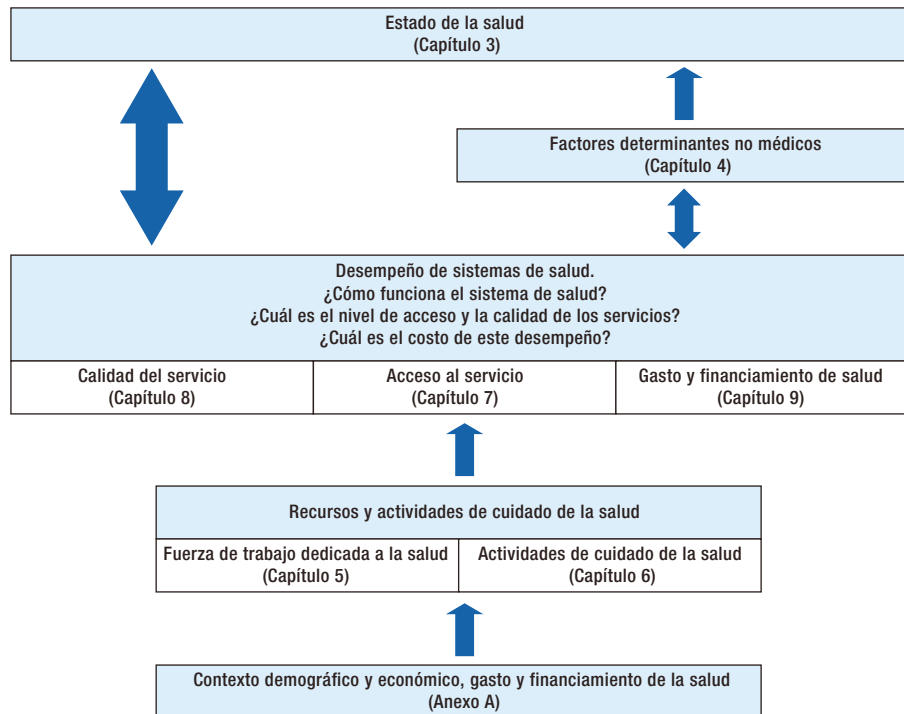 Estado de la salud
(Capítulo 3)
Factores determinantes no médicos
(Capítulo 4)
Desempeño de sistemas de salud.
¿Cómo funciona el sistema de salud?
¿Cuál es el nivel de acceso y la calidad de los servicios?
¿Cuál es el costo de este desempeño?
Calidad del servicio
(Capítulo 8)
Acceso al servicio
(Capítulo 7)
Gasto y financiamiento de salud
(Capítulo 9)
Recursos y actividades de cuidado de la salud
Fuerza de trabajo dedicada a la salud
(Capítulo 5)
Actividades de cuidado de la salud
(Capítulo 6)
Contexto demográfico y económico, gasto y financiamiento de la salud
(Anexo A)